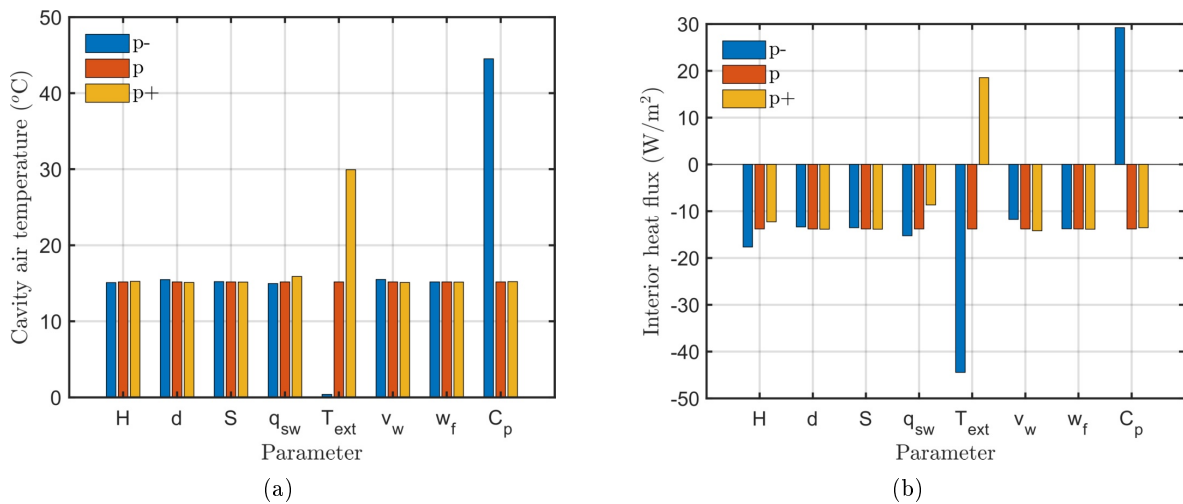 50
40
30
20
10
0
Cavity air temperature (°C)
p-
p
p+
H d S q_sw T_ext v_w w_f C_p
Parameter
(a)
30
20
10
0
-10
-20
-30
-40
-50
Interior heat flux (W/m²)
p-
p
p+
H d S q_sw T_ext v_w w_f C_p
Parameter
(b)